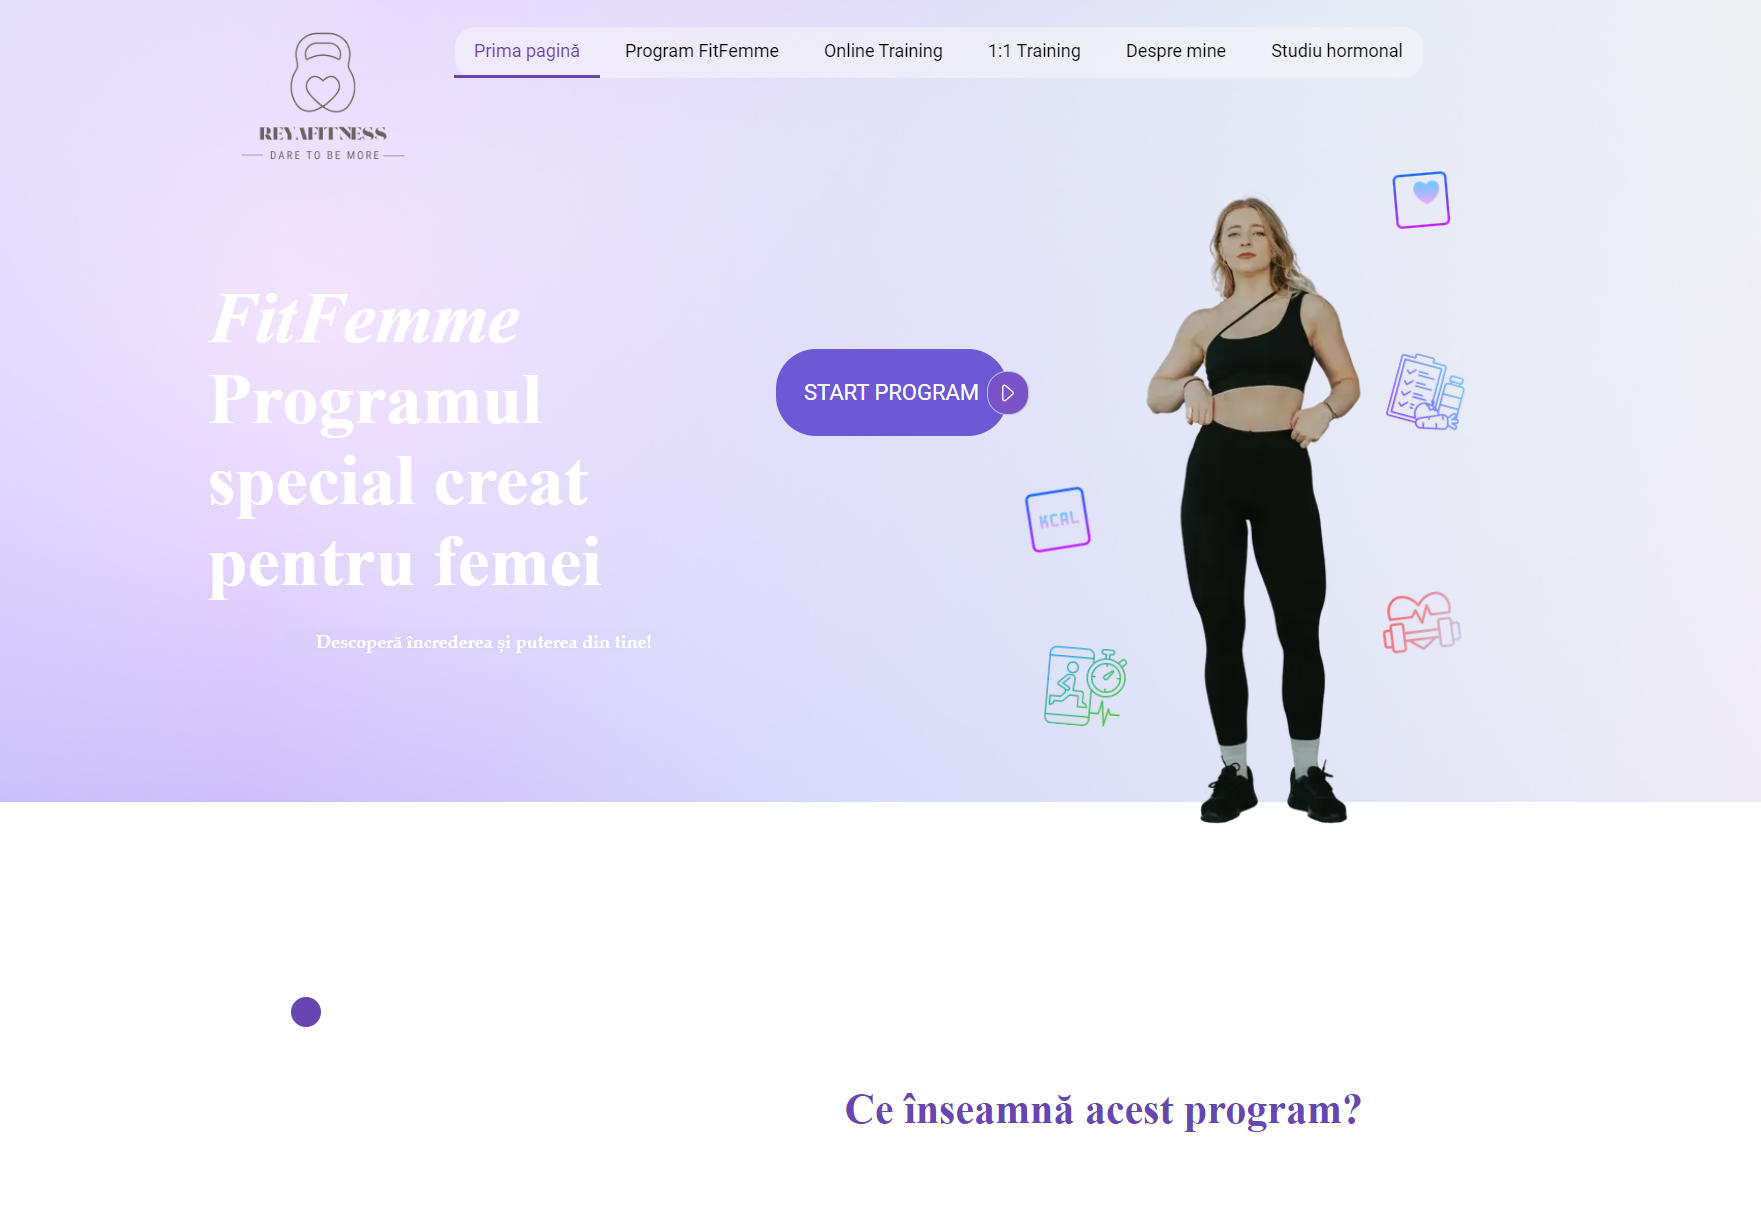 REYAFITNESS
DARE TO BE MORE
Prima pagină
Program FitFemme
Online Training
1:1 Training
Despre mine
Studiu hormonal
FitFemme
Programul
special creat
pentru femei
Descoperă încrederea și puterea din tine!
START PROGRAM
KCAL
Ce înseamnă acest program?